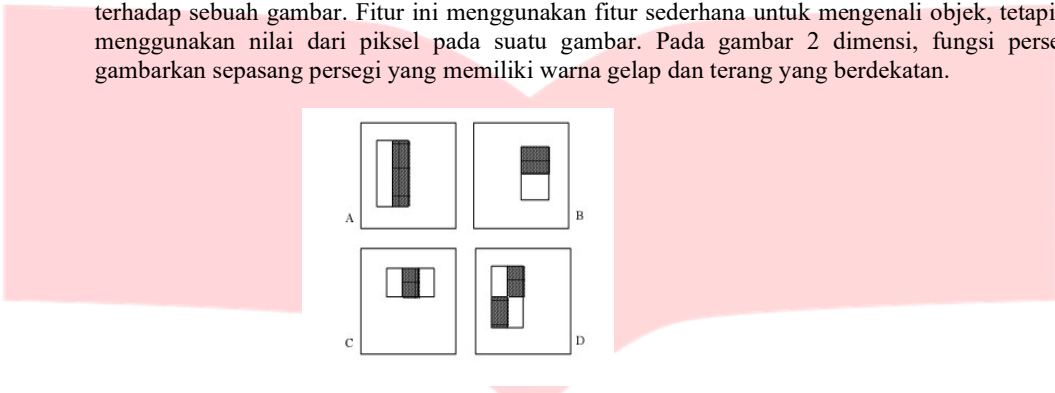 terhadap sebuah gambar. Fitur ini menggunakan fitur sederhana untuk mengenali objek, tetapi
menggunakan nilai dari piksel pada suatu gambar. Pada gambar 2 dimensi, fungsi perse
gambarkan sepasang persegi yang memiliki warna gelap dan terang yang berdekatan.
A
B
C
D